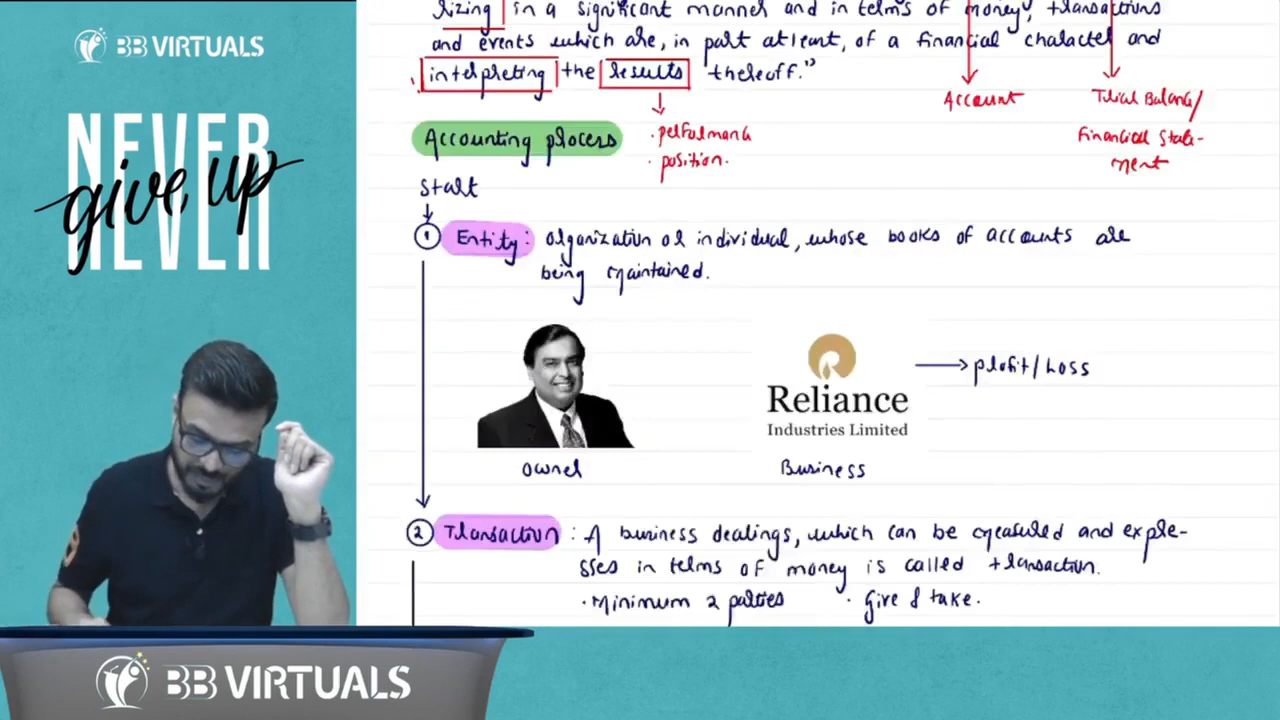 BB VIRTUALS
NEVER
give up
NEVER
rizing in a significant manner and in terms of money, transactions
and events which are, in part at least, of a financial character and
interpreting the results thereoff."
Account
Trial Balance/
Financial State-
ment
Accounting process
• performance
• position.
start
1 Entity: organization or individual, whose books of accounts are
being maintained.
Reliance
Industries Limited
profit/Loss
owner
Business
2 Transaction: A business dealings, which can be measured and expre-
sses in terms of money is called transaction.
• Minimum 2 parties • Give & take.
BB VIRTUALS